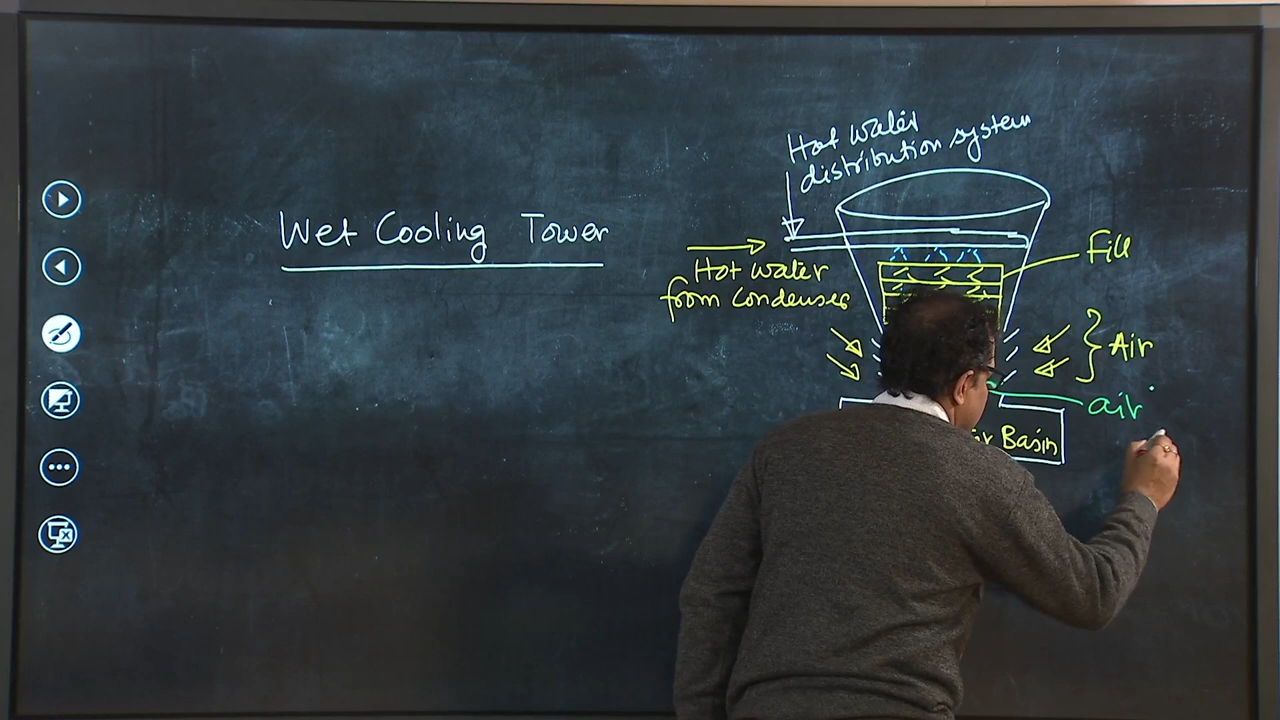 Hot water
distribution system
Wet Cooling Tower
Hot water
from Condenser
Fill
Air
air
Basin